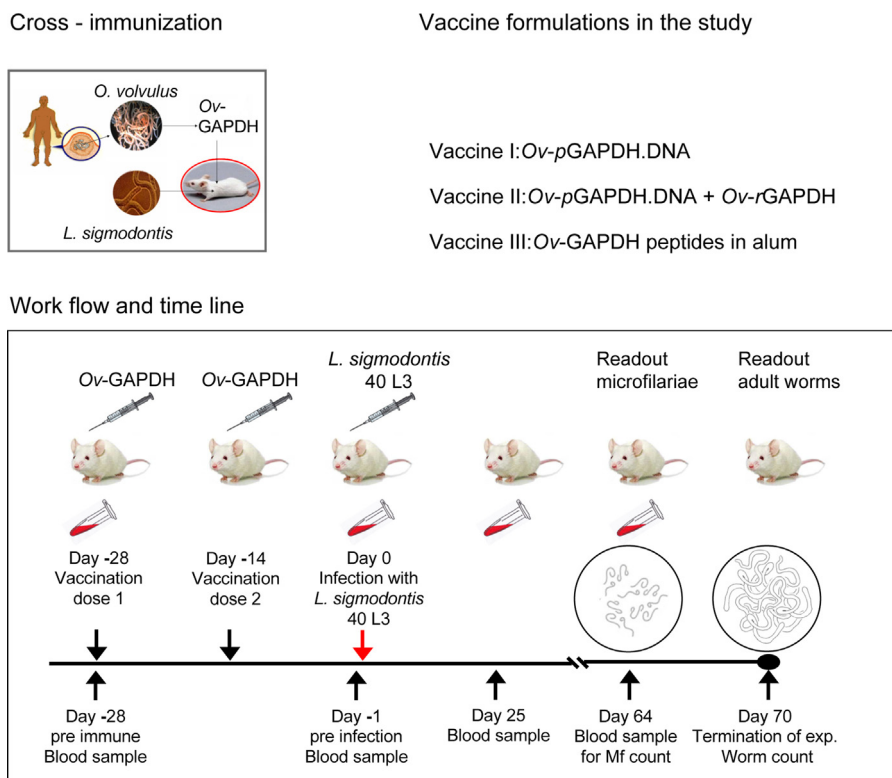 Cross - immunization
O. volvulus
Ov-
GAPDH
L. sigmodontis
Vaccine formulations in the study
Vaccine I:Ov-pGAPDH.DNA
Vaccine II:Ov-pGAPDH.DNA + Ov-rGAPDH
Vaccine III:Ov-GAPDH peptides in alum
Work flow and time line
Ov-GAPDH
Ov-GAPDH
L. sigmodontis
40 L3
Readout
microfilariae
Readout
adult worms
Day -28
Vaccination
dose 1
Day -14
Vaccination
dose 2
Day 0
Infection with
L. sigmodontis
40 L3
Day -28
pre immune
Blood sample
Day -1
pre infection
Blood sample
Day 25
Blood sample
Day 64
Blood sample
for Mf count
Day 70
Termination of exp.
Worm count